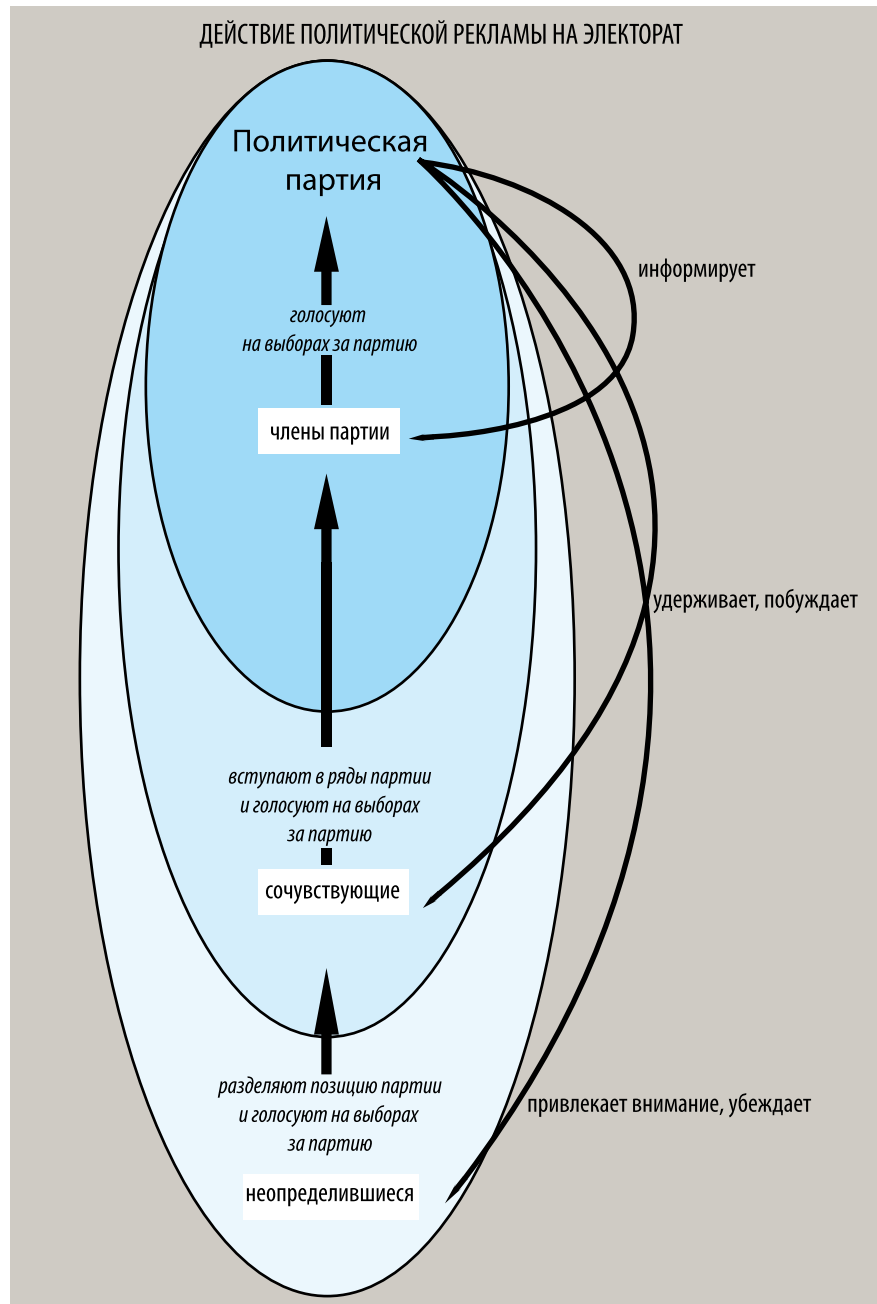 ДЕЙСТВИЕ ПОЛИТИЧЕСКОЙ РЕКЛАМЫ НА ЭЛЕКТОРАТ
Политическая
партия
информирует
голосуют
на выборах за партию
члены партии
удерживает, побуждает
вступают в ряды партии
и голосуют на выборах
за партию
сочувствующие
разделяют позицию партии
и голосуют на выборах
за партию
привлекает внимание, убеждает
неопределившиеся